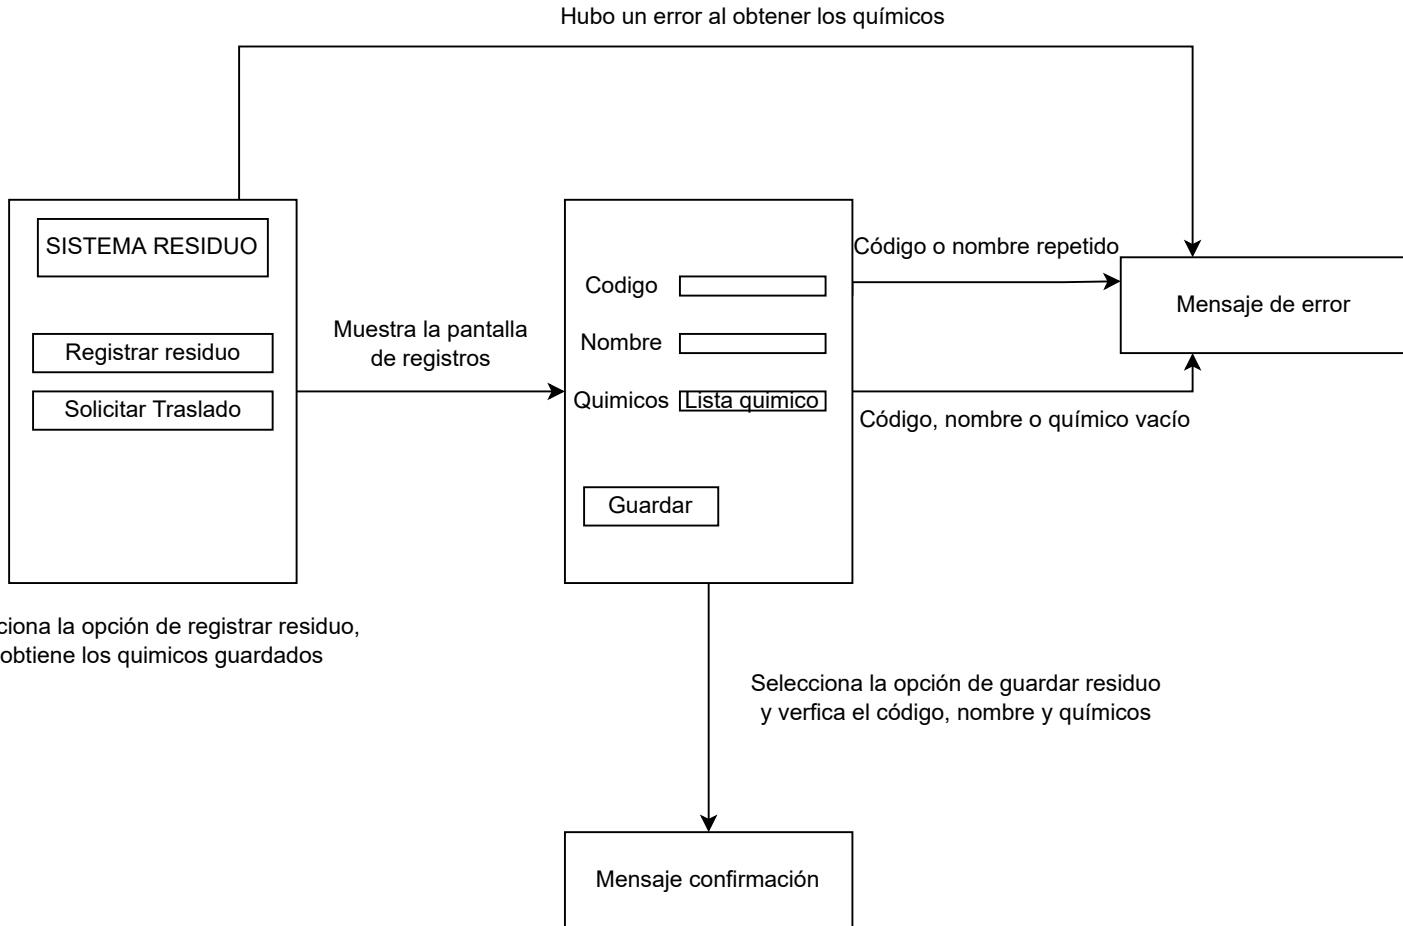 Hubo un error al obtener los químicos
SISTEMA RESIDUO
Registrar residuo
Solicitar Traslado
Muestra la pantalla
de registros
Codigo
Nombre
Quimicos
Lista quimico
Guardar
Código o nombre repetido
Mensaje de error
Código, nombre o químico vacío
la opción de registrar residuo,
obtiene los quimicos guardados
Selecciona la opción de guardar residuo
y verfica el código, nombre y químicos
Mensaje confirmación